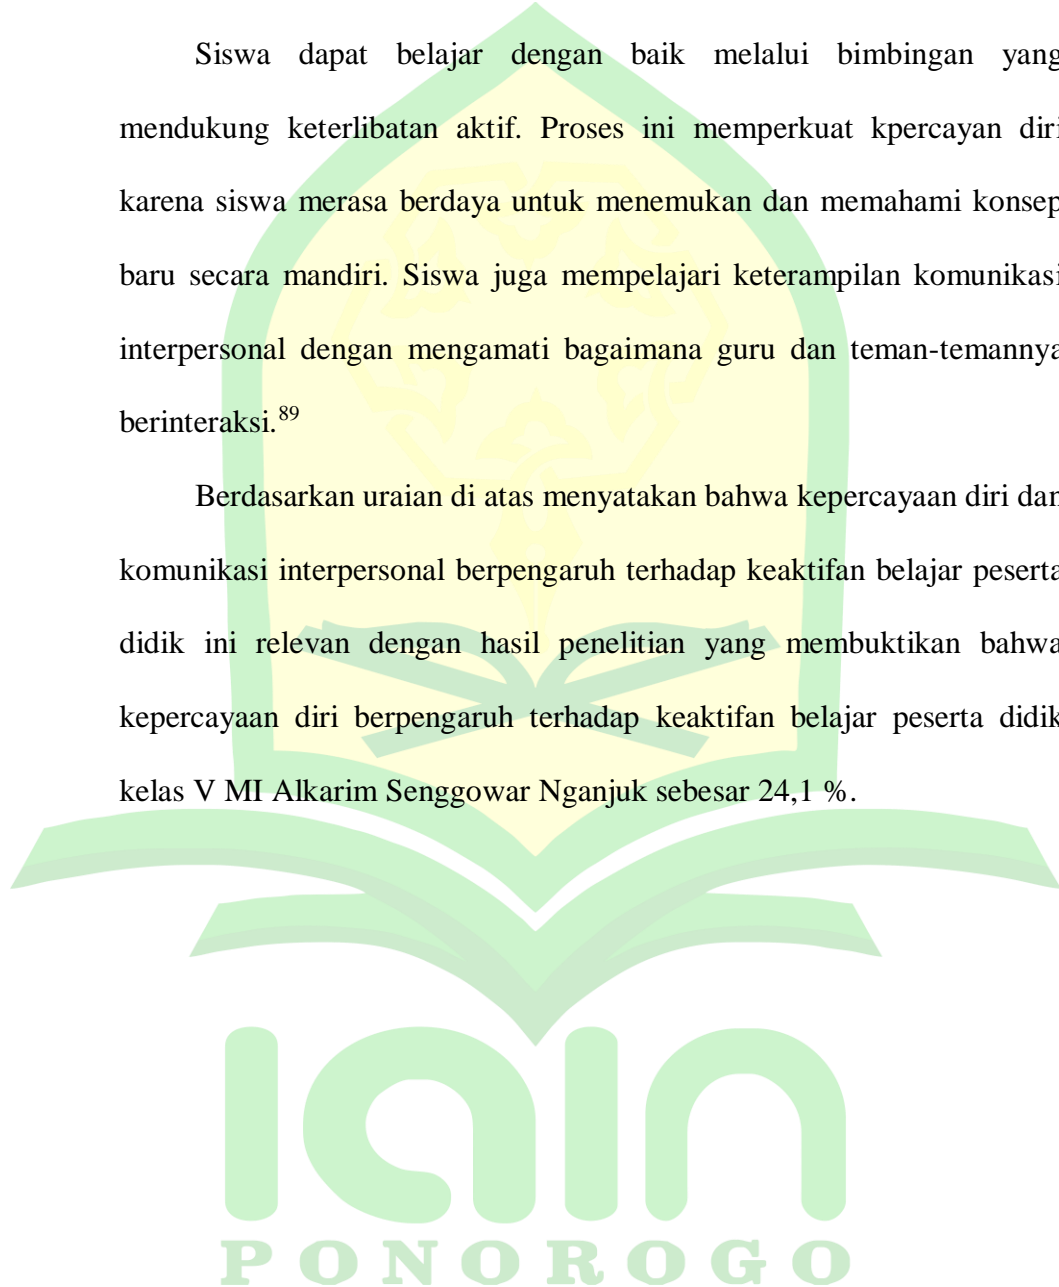 Siswa dapat belajar dengan baik melalui bimbingan yang
mendukung keterlibatan aktif. Proses ini memperkuat kpercayan diri
karena siswa merasa berdaya untuk menemukan dan memahami konsep
baru secara mandiri. Siswa juga mempelajari keterampilan komunikasi
interpersonal dengan mengamati bagaimana guru dan teman-temannya
berinteraksi.⁸⁹
Berdasarkan uraian di atas menyatakan bahwa kepercayaan diri dan
komunikasi interpersonal berpengaruh terhadap keaktifan belajar peserta
didik ini relevan dengan hasil penelitian yang membuktikan bahwa
kepercayaan diri berpengaruh terhadap keaktifan belajar peserta didik
kelas V MI Alkarim Senggowar Nganjuk sebesar 24,1 %.
iain
PONOROGO